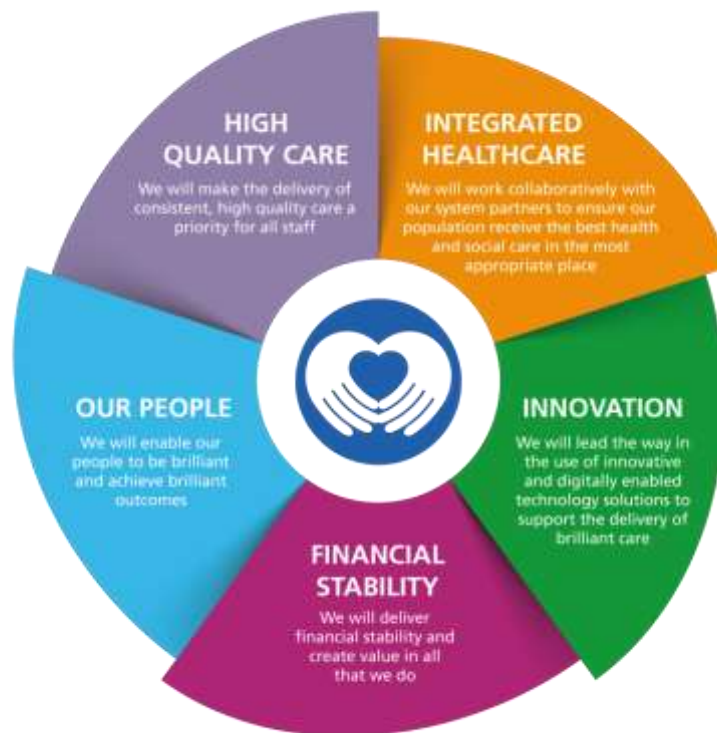 HIGH
QUALITY CARE
We will make the delivery of
consistent, high quality care a
priority for all staff
INTEGRATED
HEALTHCARE
We will work collaboratively with
our system partners to ensure our
population receive the best health
and social care in the most
appropriate place
OUR PEOPLE
We will enable our
people to be brilliant
and achieve brilliant
outcomes
INNOVATION
We will lead the way in
the use of innovative
and digitally enabled
technology solutions to
support the delivery of
brilliant care
FINANCIAL
STABILITY
We will deliver
financial stability and
create value in all
that we do